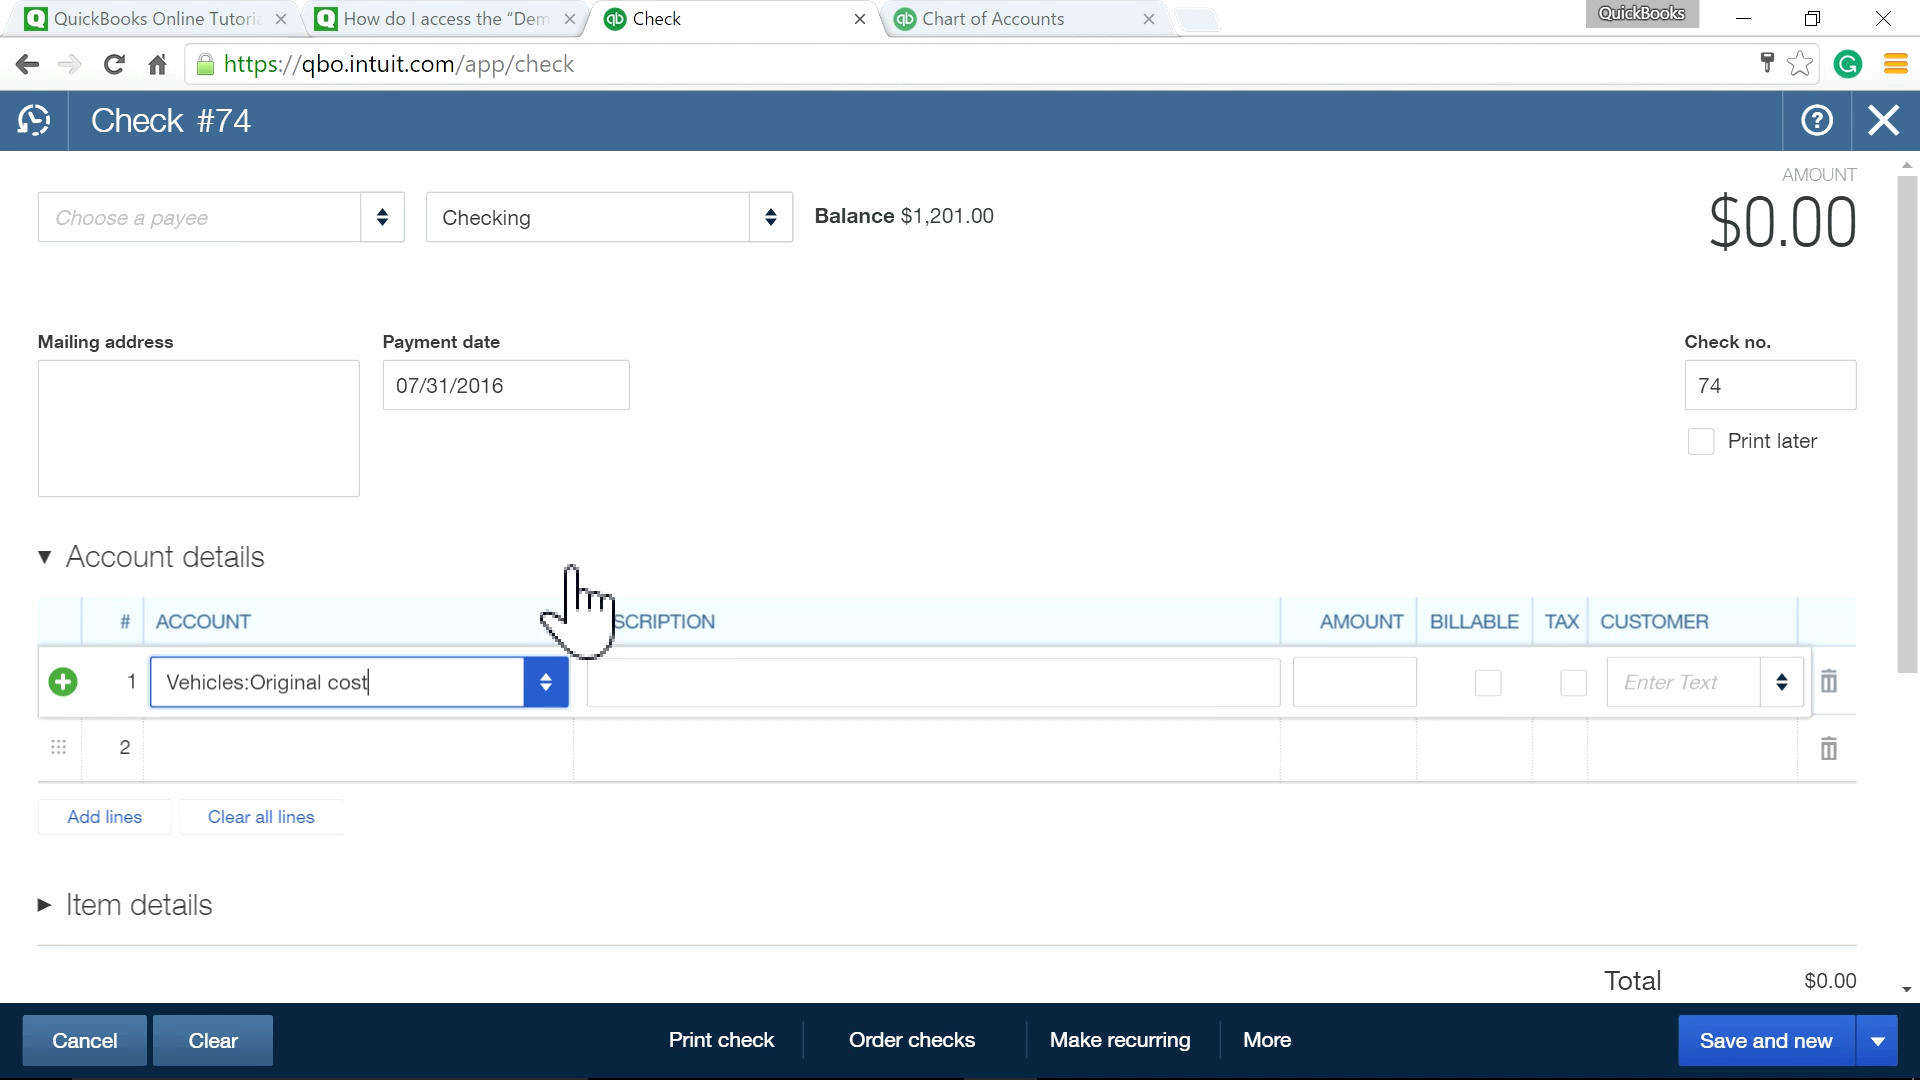 QuickBooks Online Tutori
How do I access the “Dem
Check
Chart of Accounts
QuickBooks
https://qbo.intuit.com/app/check
Check #74
AMOUNT
Choose a payee
Checking
Balance $1,201.00
$0.00
Mailing address
Payment date
Check no.
07/31/2016
74
Print later
Account details
# ACCOUNT SCRIPTION AMOUNT BILLABLE TAX CUSTOMER
1 Vehicles:Original cost Enter Text
2
Add lines
Clear all lines
Item details
Total $0.00
Cancel
Clear
Print check
Order checks
Make recurring
More
Save and new